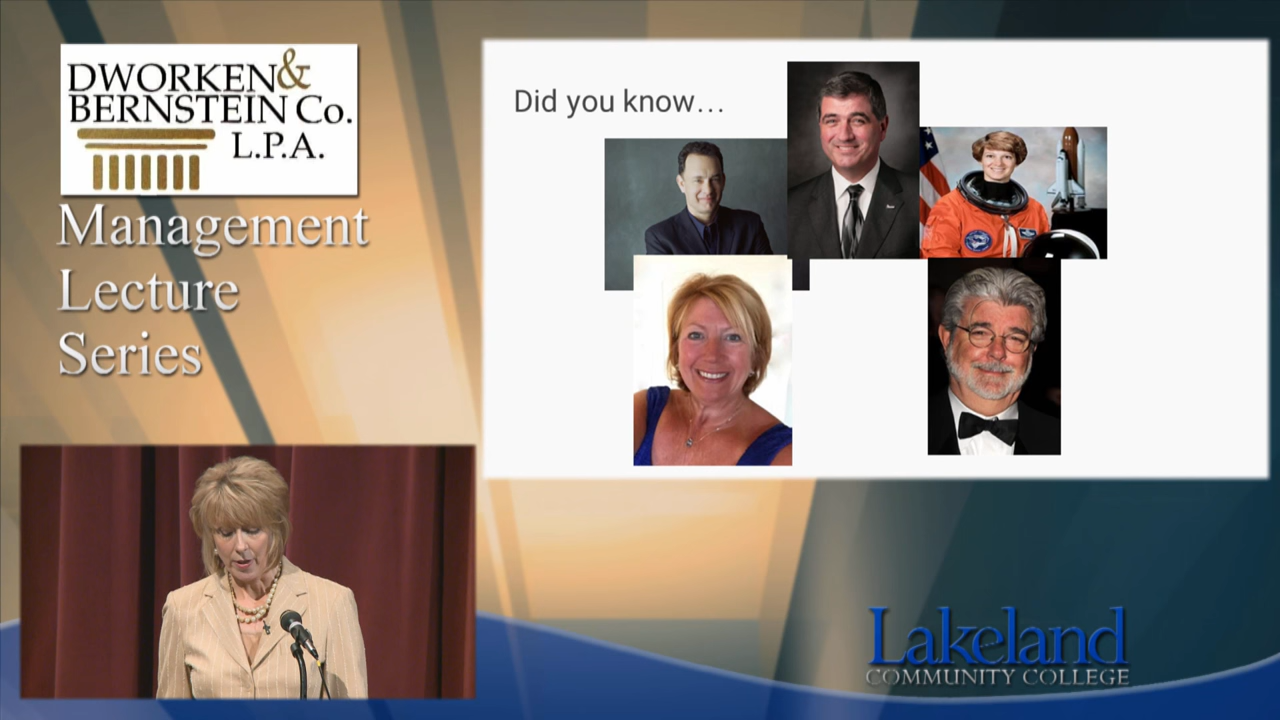 DWORKEN&
BERNSTEIN Co.
L.P.A.
Management
Lecture
Series
Did you know...
Lakeland
COMMUNITY COLLEGE